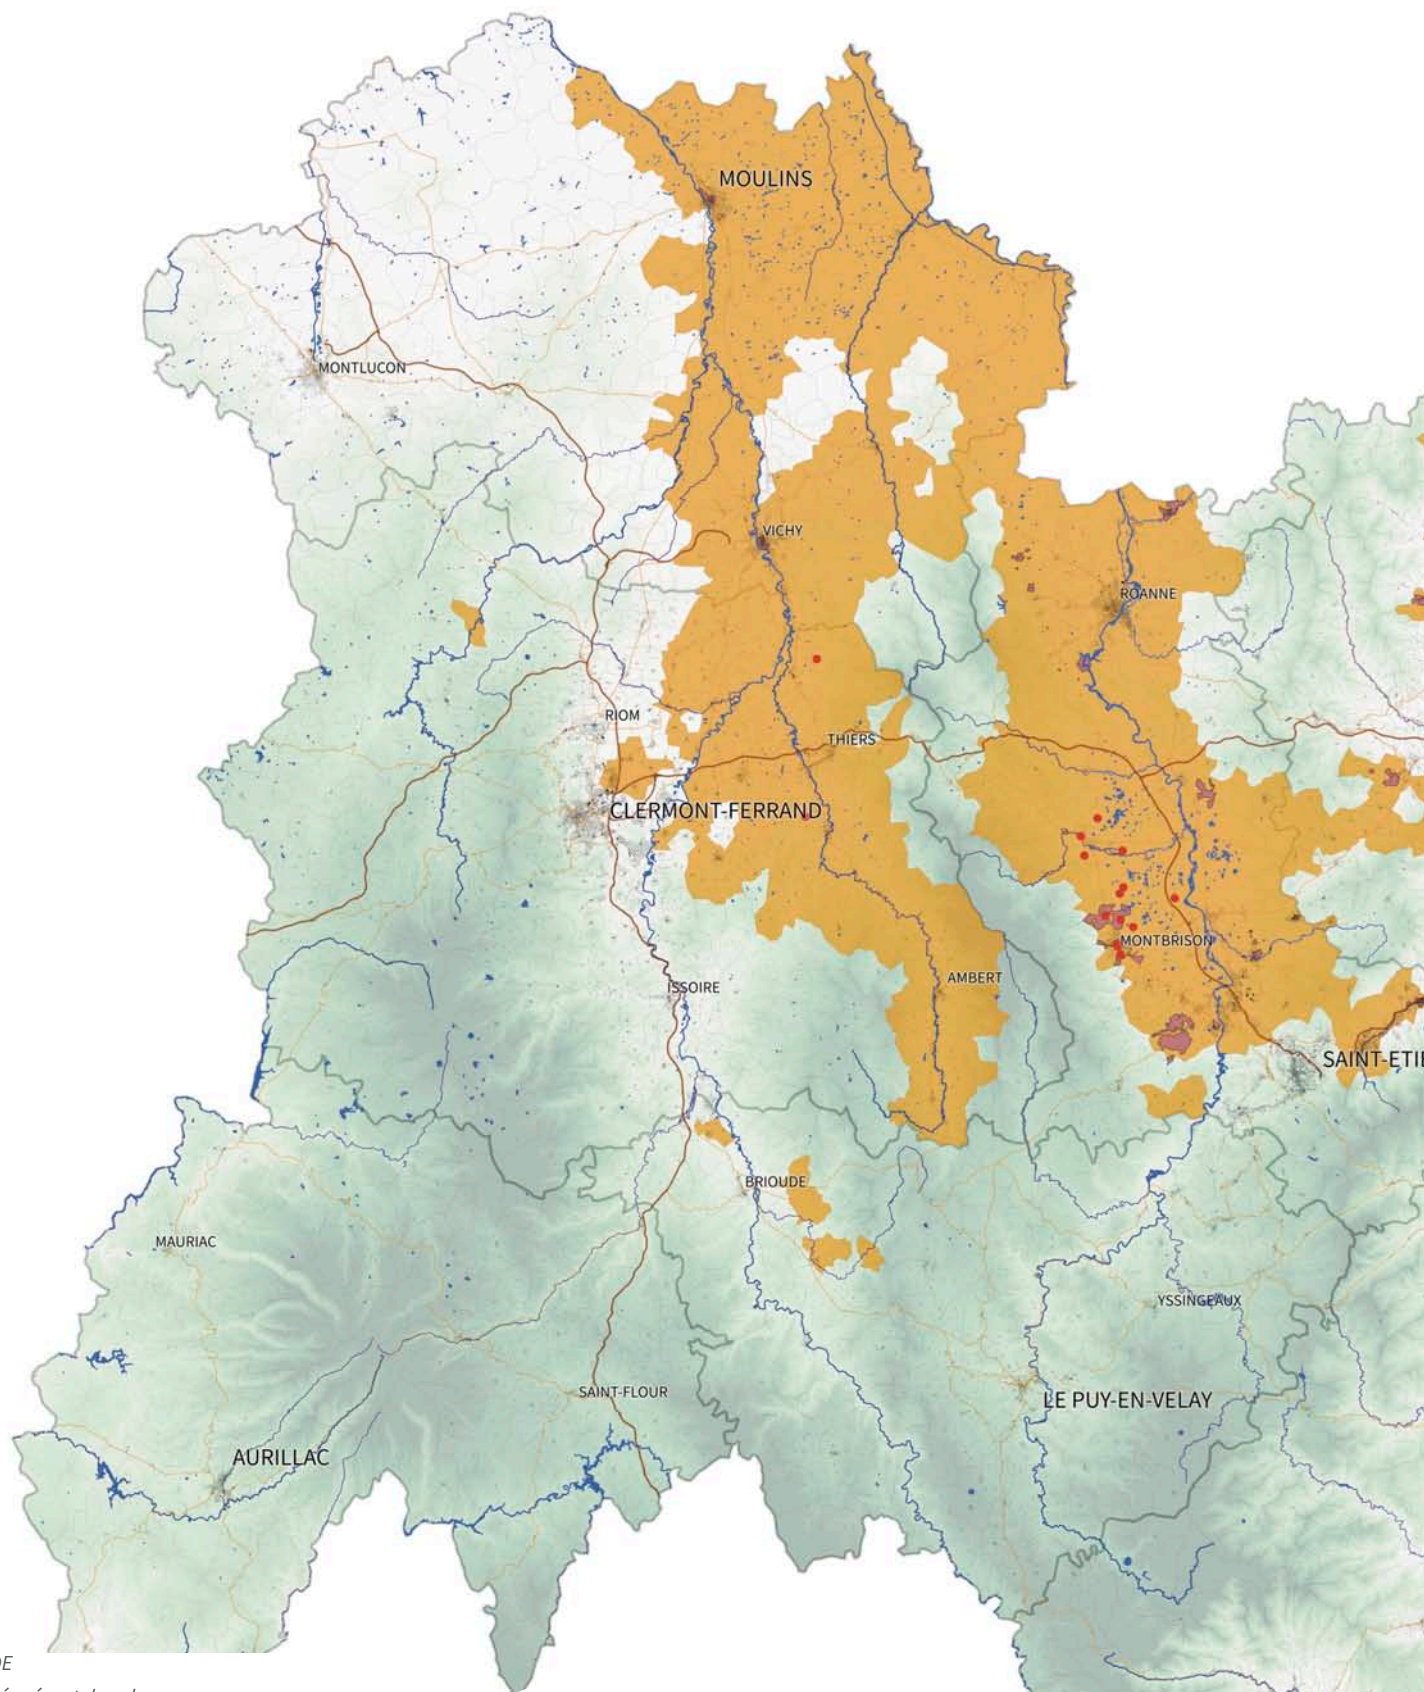 MOULINS
MONTLUCON
VICHY
ROANNE
RIOM
THIERS
CLERMONT-FERRAND
MONTBRISON
AMBERT
ISSOIRE
SAINT-ETIE
BRIOUDE
MAURIAC
YSSINGEAUX
SAINT-FLOUR
LE PUY-EN-VELAY
AURILLAC
DE